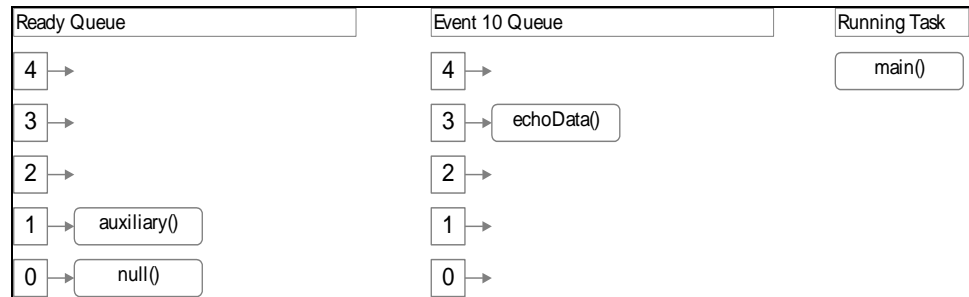 Ready Queue Event 10 Queue Running Task
4 4 main()
3 3 echoData()
2 2
1 auxiliary() 1
0 null() 0